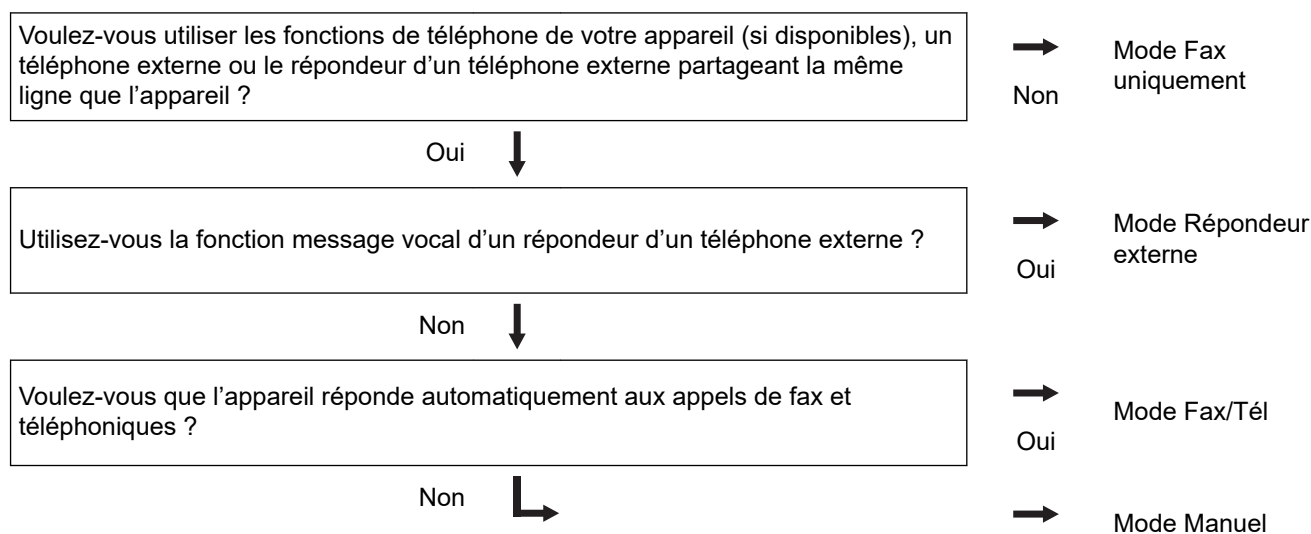 Voulez-vous utiliser les fonctions de téléphone de votre appareil (si disponibles), un
téléphone externe ou le répondeur d’un téléphone externe partageant la même
ligne que l’appareil ?
Non
Mode Fax
uniquement
Oui
Utilisez-vous la fonction message vocal d’un répondeur d’un téléphone externe ?
Oui
Mode Répondeur
externe
Non
Voulez-vous que l’appareil réponde automatiquement aux appels de fax et
téléphoniques ?
Oui
Mode Fax/Tél
Non
Mode Manuel